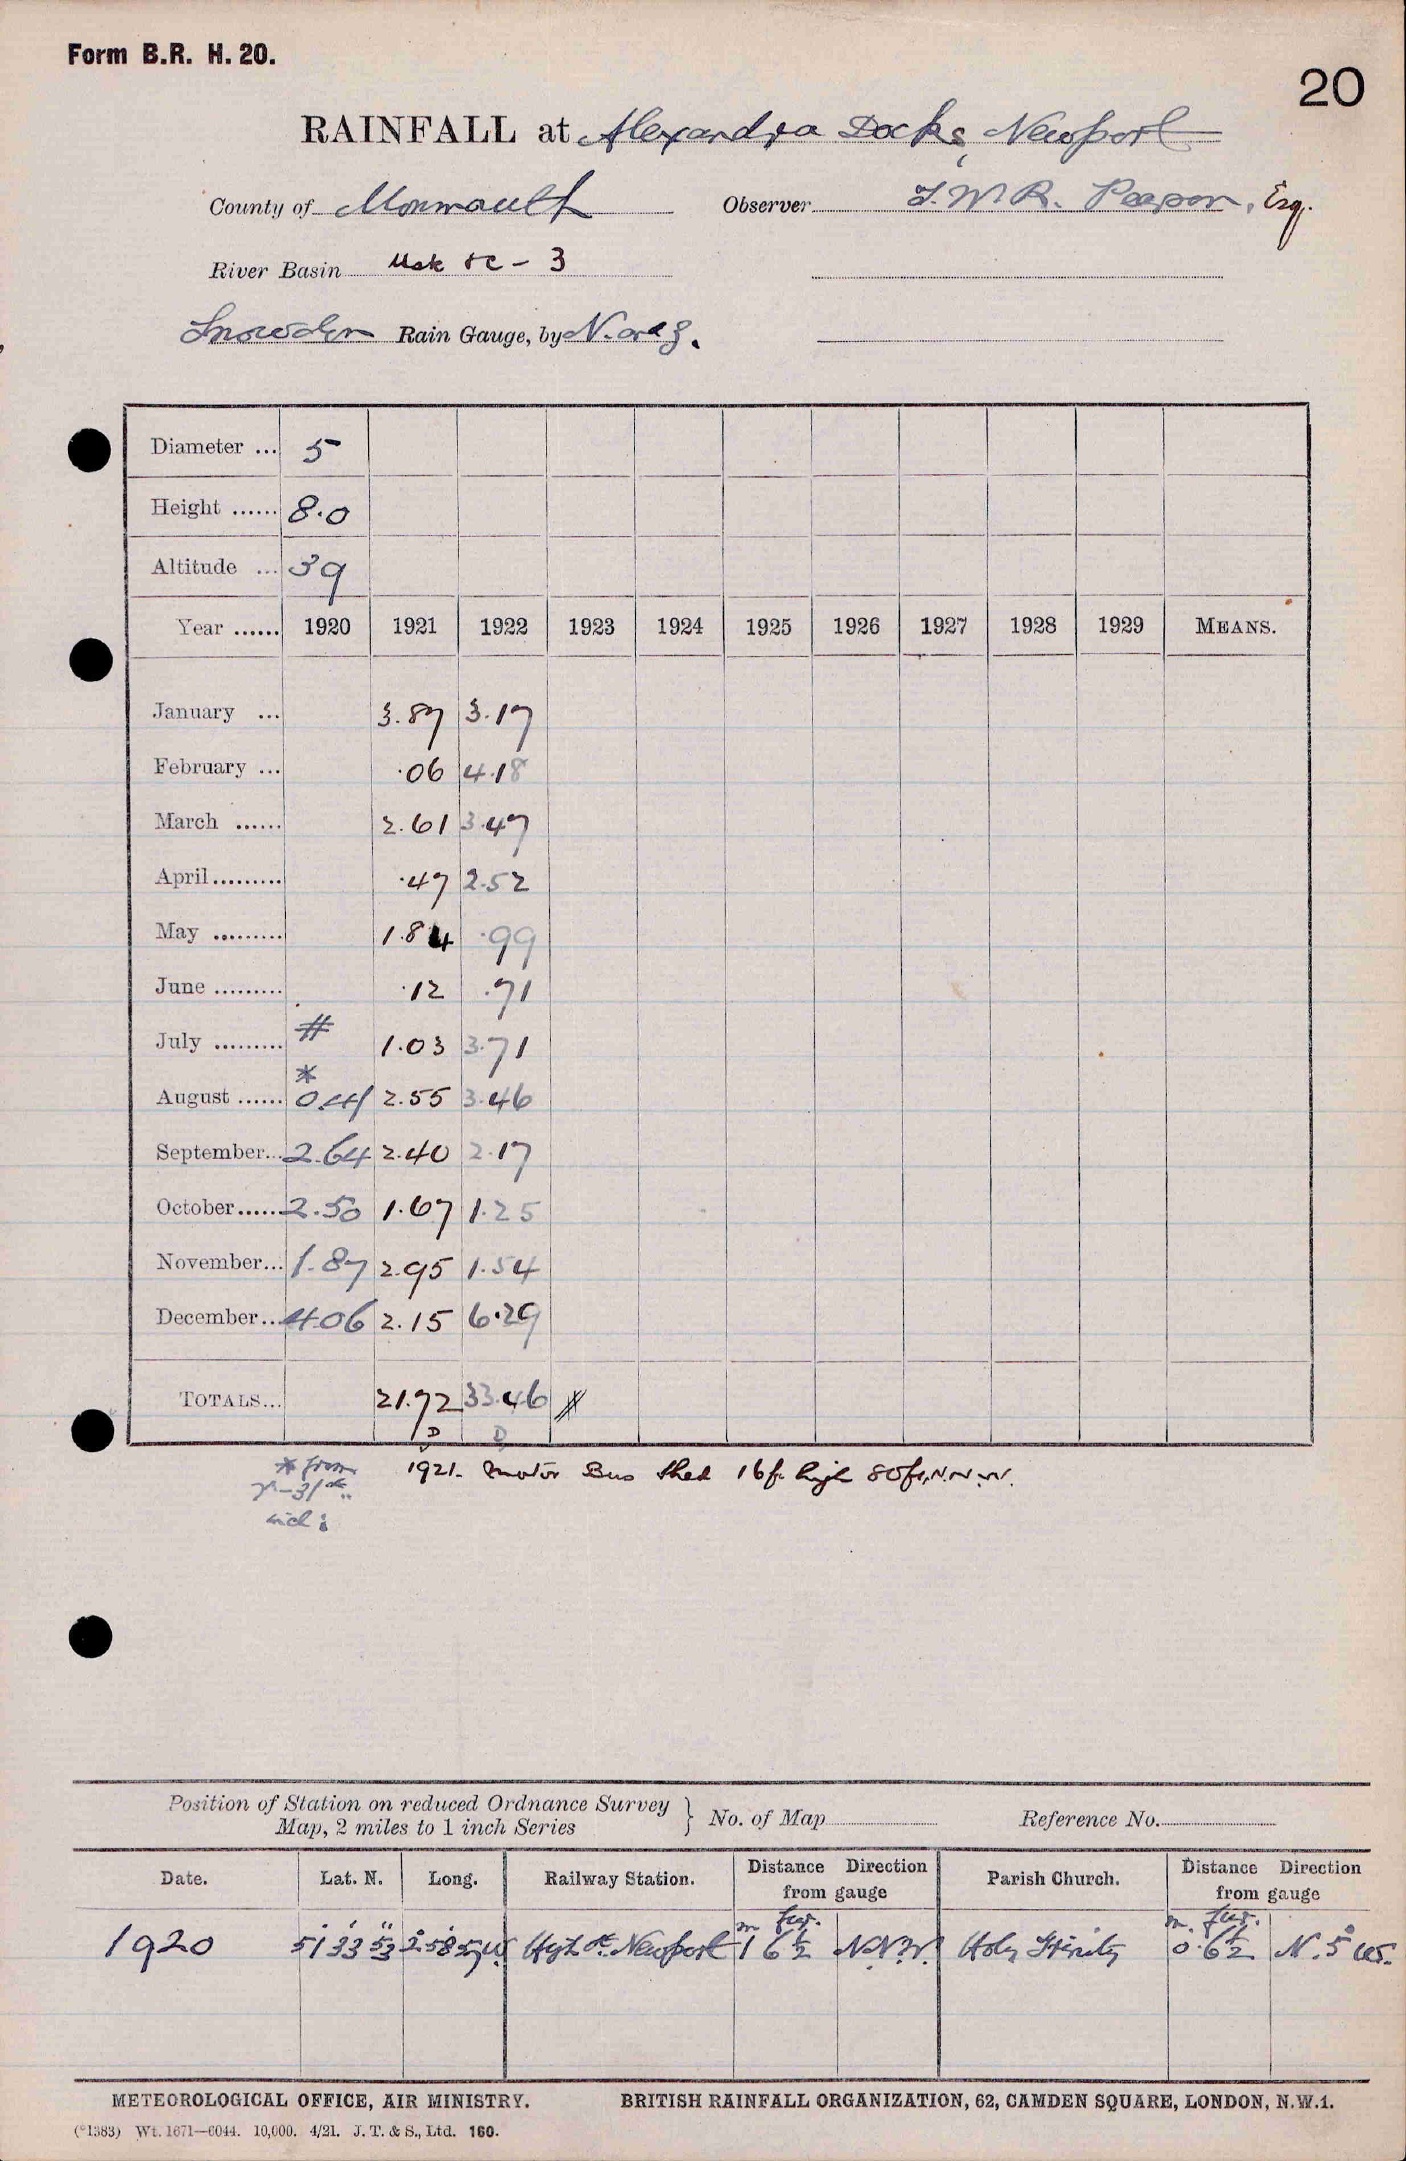 Form B.R. H. 20.
20
RAINFALL at Alexandra Docks, Newport
County of Monmouth Observer T. W. R. Pearson, Esq.
River Basin Usk &c - 3
Snowdon Rain Gauge, by N. and Z.
Diameter ... 5
Height ...... 8.0
Altitude ... 39
Year ...... 1920 1921 1922 1923 1924 1925 1926 1927 1928 1929 MEANS.
January ... 3.87 3.17
February ... .06 4.18
March ...... 2.61 3.47
April......... .47 2.52
May ......... 1.84 .99
June ......... .12 .71
July ......... # 1.03 3.71
August ...... * 0.41 2.55 3.46
September... 2.64 2.40 2.17
October...... 2.50 1.67 1.25
November... 1.87 2.95 1.54
December... 4.06 2.15 6.29
TOTALS... 21.72 33.46
D D
* from 1921. Motor Bus shed 16f. high 80ft, N.N.W.
7th-31st
incl:
Position of Station on reduced Ordnance Survey } No. of Map Reference No.
Map, 2 miles to 1 inch Series
Date. Lat. N. Long. Railway Station. Distance Direction from gauge Parish Church. Distance Direction from gauge
m fur. m. fur.
1920 51° 33' 53" 2° 58' 59" W. High St. Newport 1 6½ N.N.W. Holy Trinity 0.6½ N. 5° W.
METEOROLOGICAL OFFICE, AIR MINISTRY. BRITISH RAINFALL ORGANIZATION, 62, CAMDEN SQUARE, LONDON, N.W.1.
(*1383) Wt. 1671—6044. 10,000. 4/21. J. T. & S., Ltd. 160.